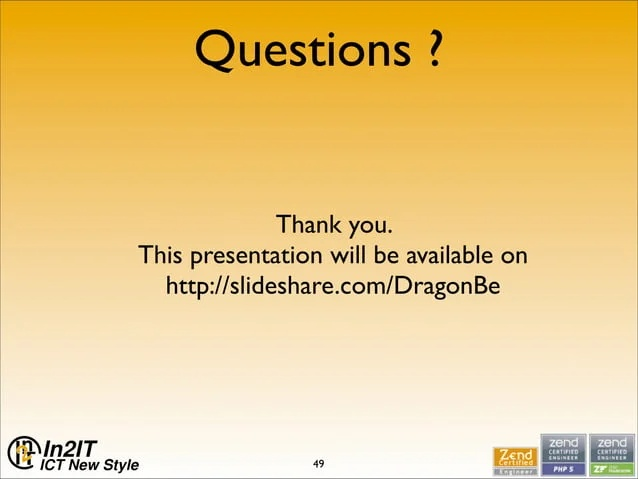 Questions ?
Thank you.
This presentation will be available on
http://slideshare.com/DragonBe
In2IT
ICT New Style
49
Zend
Certified
Engineer
zend
CERTIFIED
ENGINEER
PHP 5
zend
CERTIFIED
ENGINEER
ZF